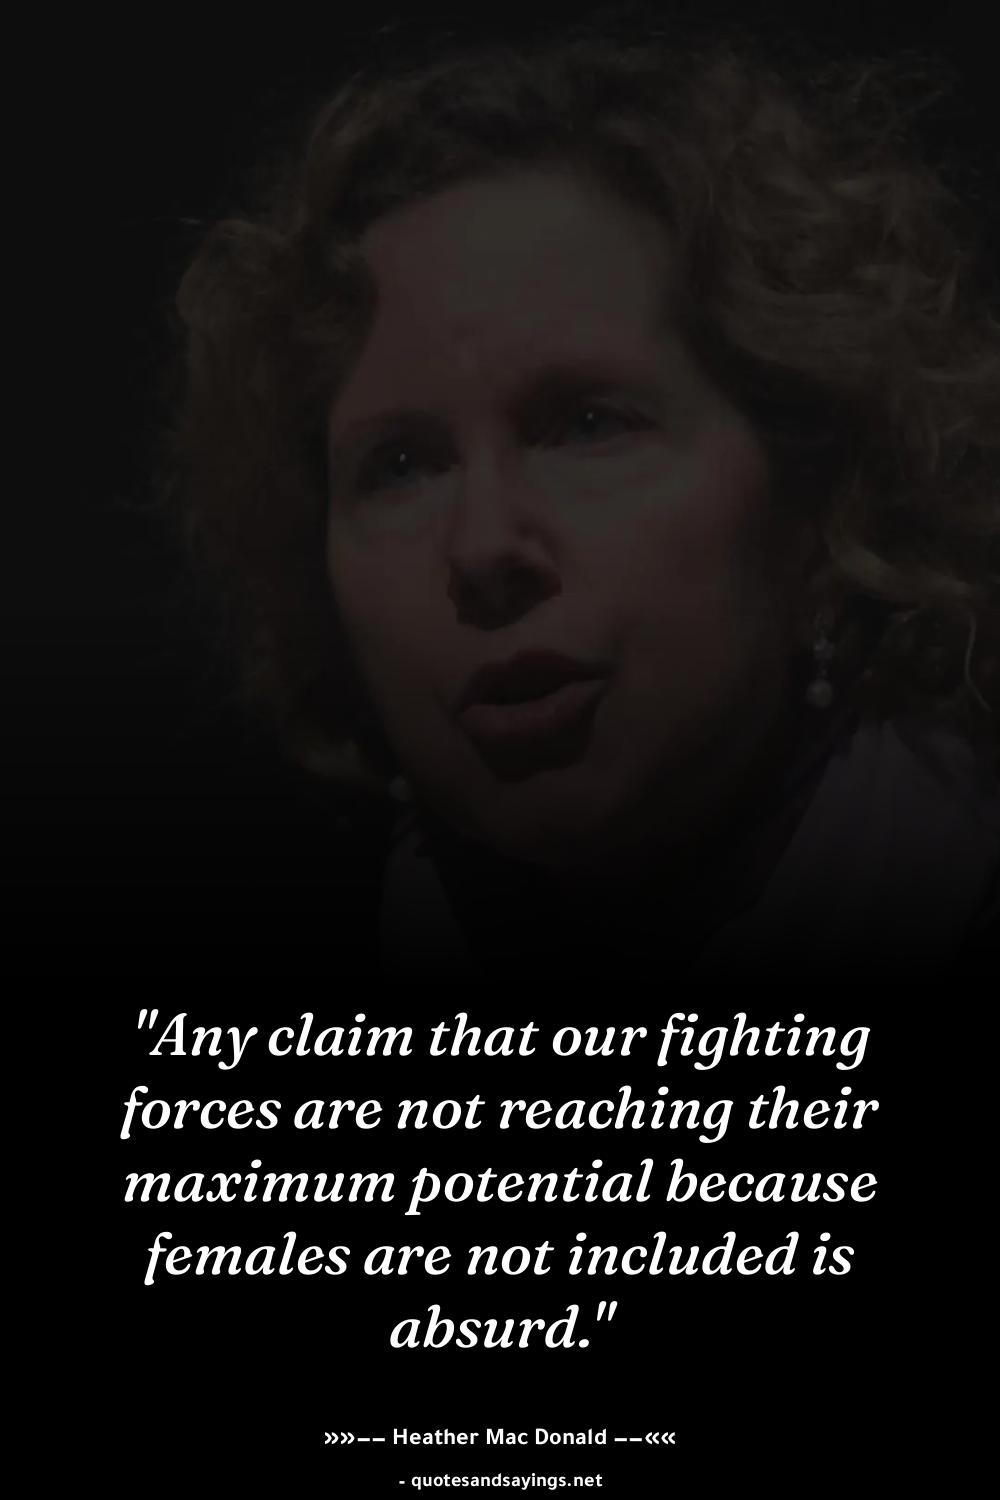 "Any claim that our fighting
forces are not reaching their
maximum potential because
females are not included is
absurd."
»»–– Heather Mac Donald ––««
- quotesandsayings.net